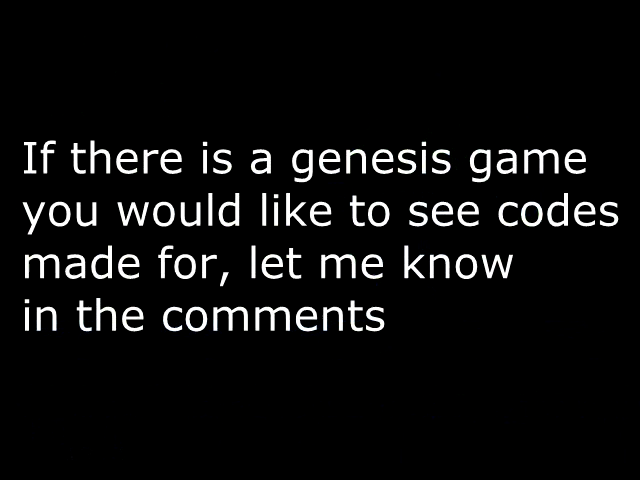 If there is a genesis game
you would like to see codes
made for, let me know
in the comments